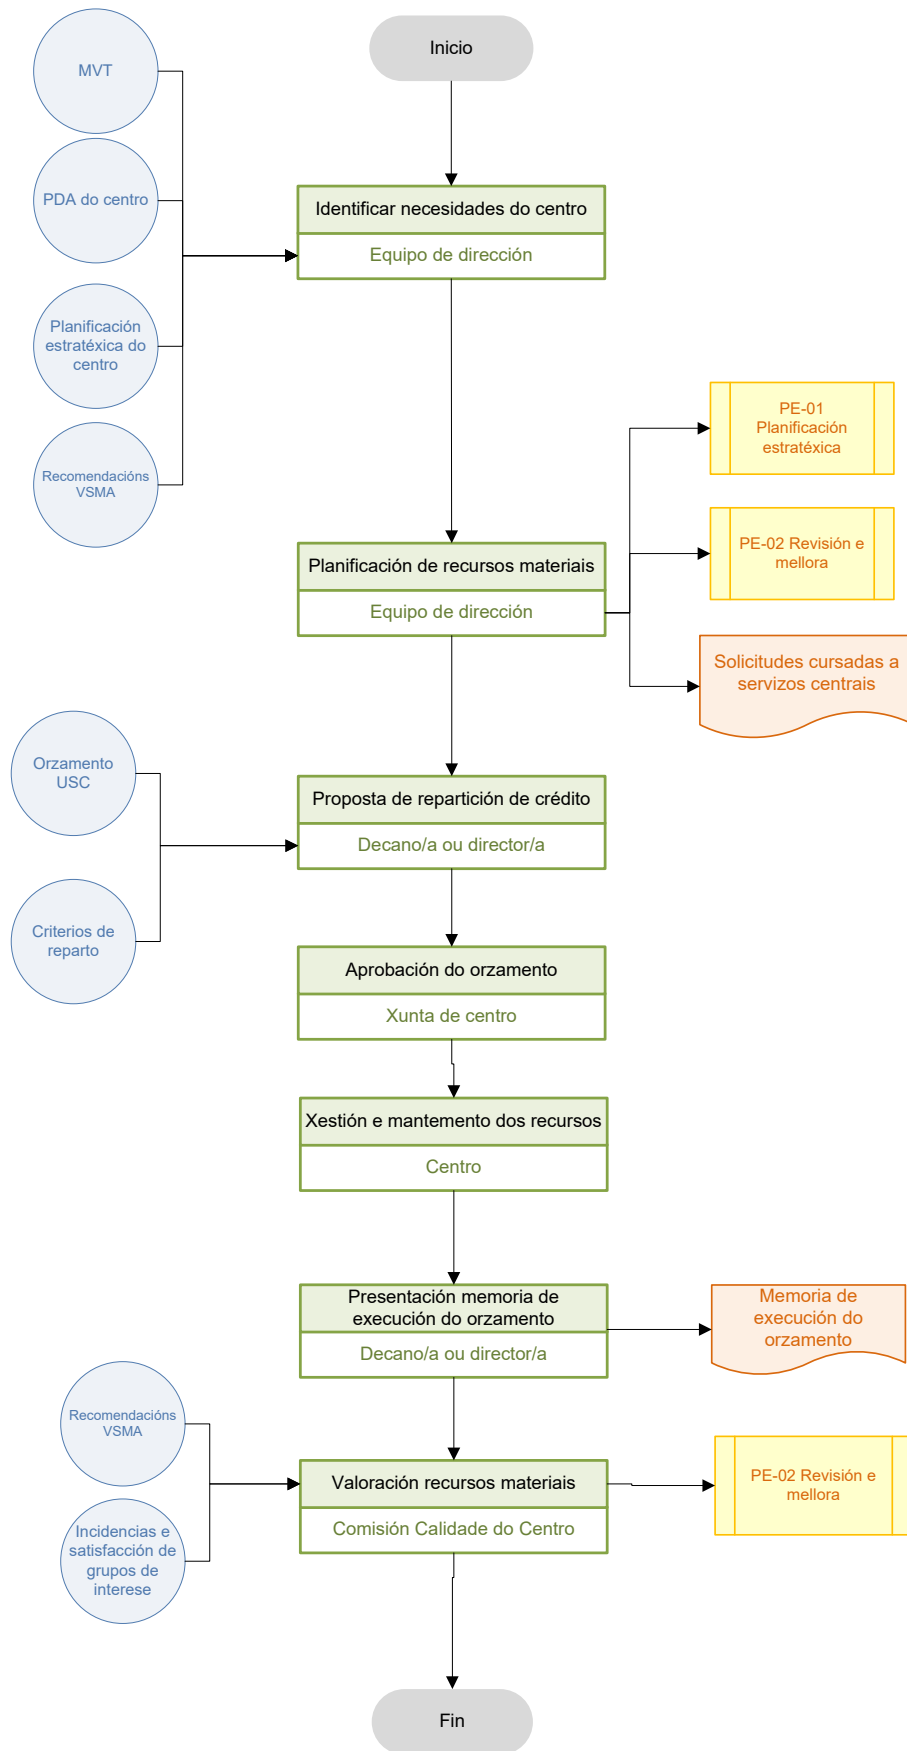 Inicio
MVT
PDA do centro
Identificar necesidades do centro
Equipo de dirección
Planificación
estratéxica do
centro
Recomendacións
VSMA
PE-01
Planificación
estratéxica
PE-02 Revisión e
mellora
Planificación de recursos materiais
Equipo de dirección
Solicitudes cursadas a
servizos centrais
Orzamento
USC
Proposta de repartición de crédito
Decano/a ou director/a
Criterios de
reparto
Aprobación do orzamento
Xunta de centro
Xestión e mantemento dos recursos
Centro
Presentación memoria de
execución do orzamento
Decano/a ou director/a
Memoria de
execución do
orzamento
Recomendacións
VSMA
Valoración recursos materiais
Comisión Calidade do Centro
PE-02 Revisión e
mellora
Incidencias e
satisfacción de
grupos de
interese
Fin